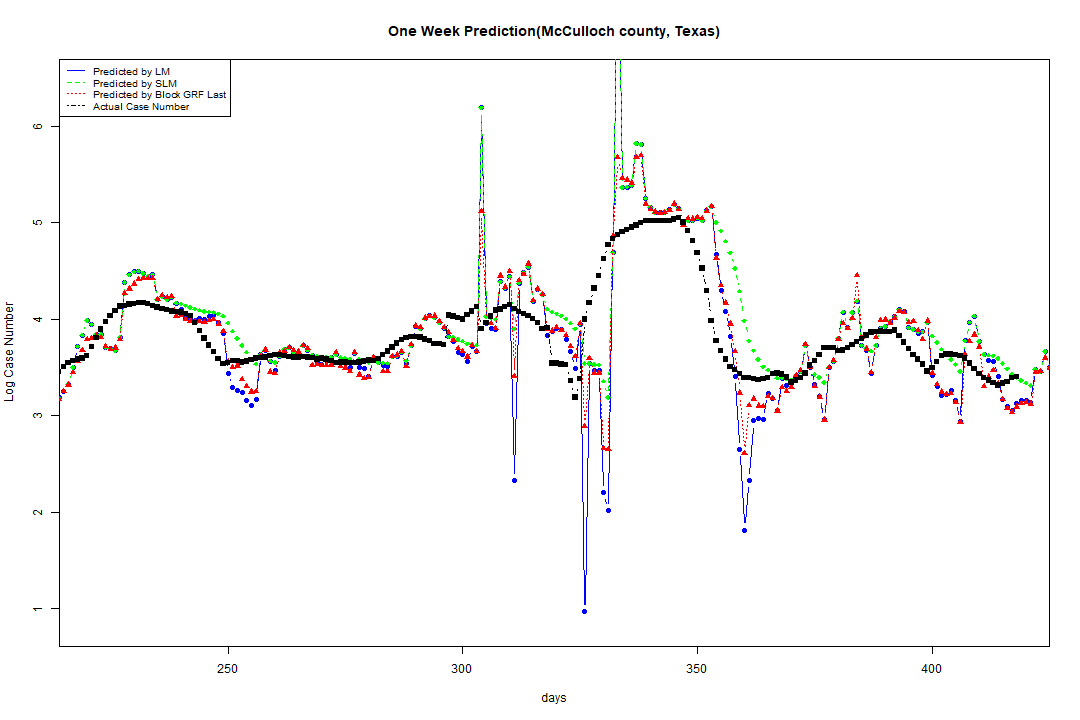 One Week Prediction(McCulloch county, Texas)
Predicted by LM
Predicted by SLM
Predicted by Block GRF Last
Actual Case Number
Log Case Number
6
5
4
3
2
1
250
300
350
400
days